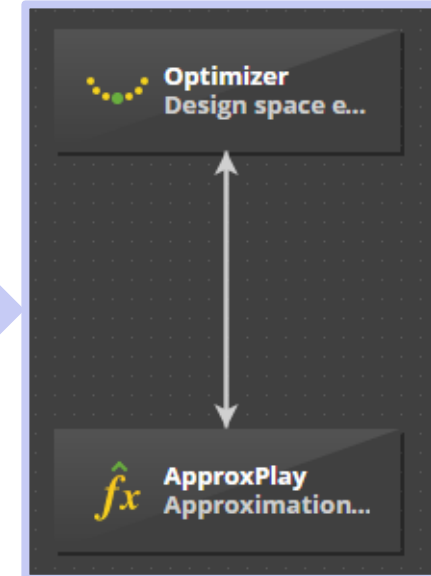 Optimizer
Design space e...
f̂x
ApproxPlay
Approximation...